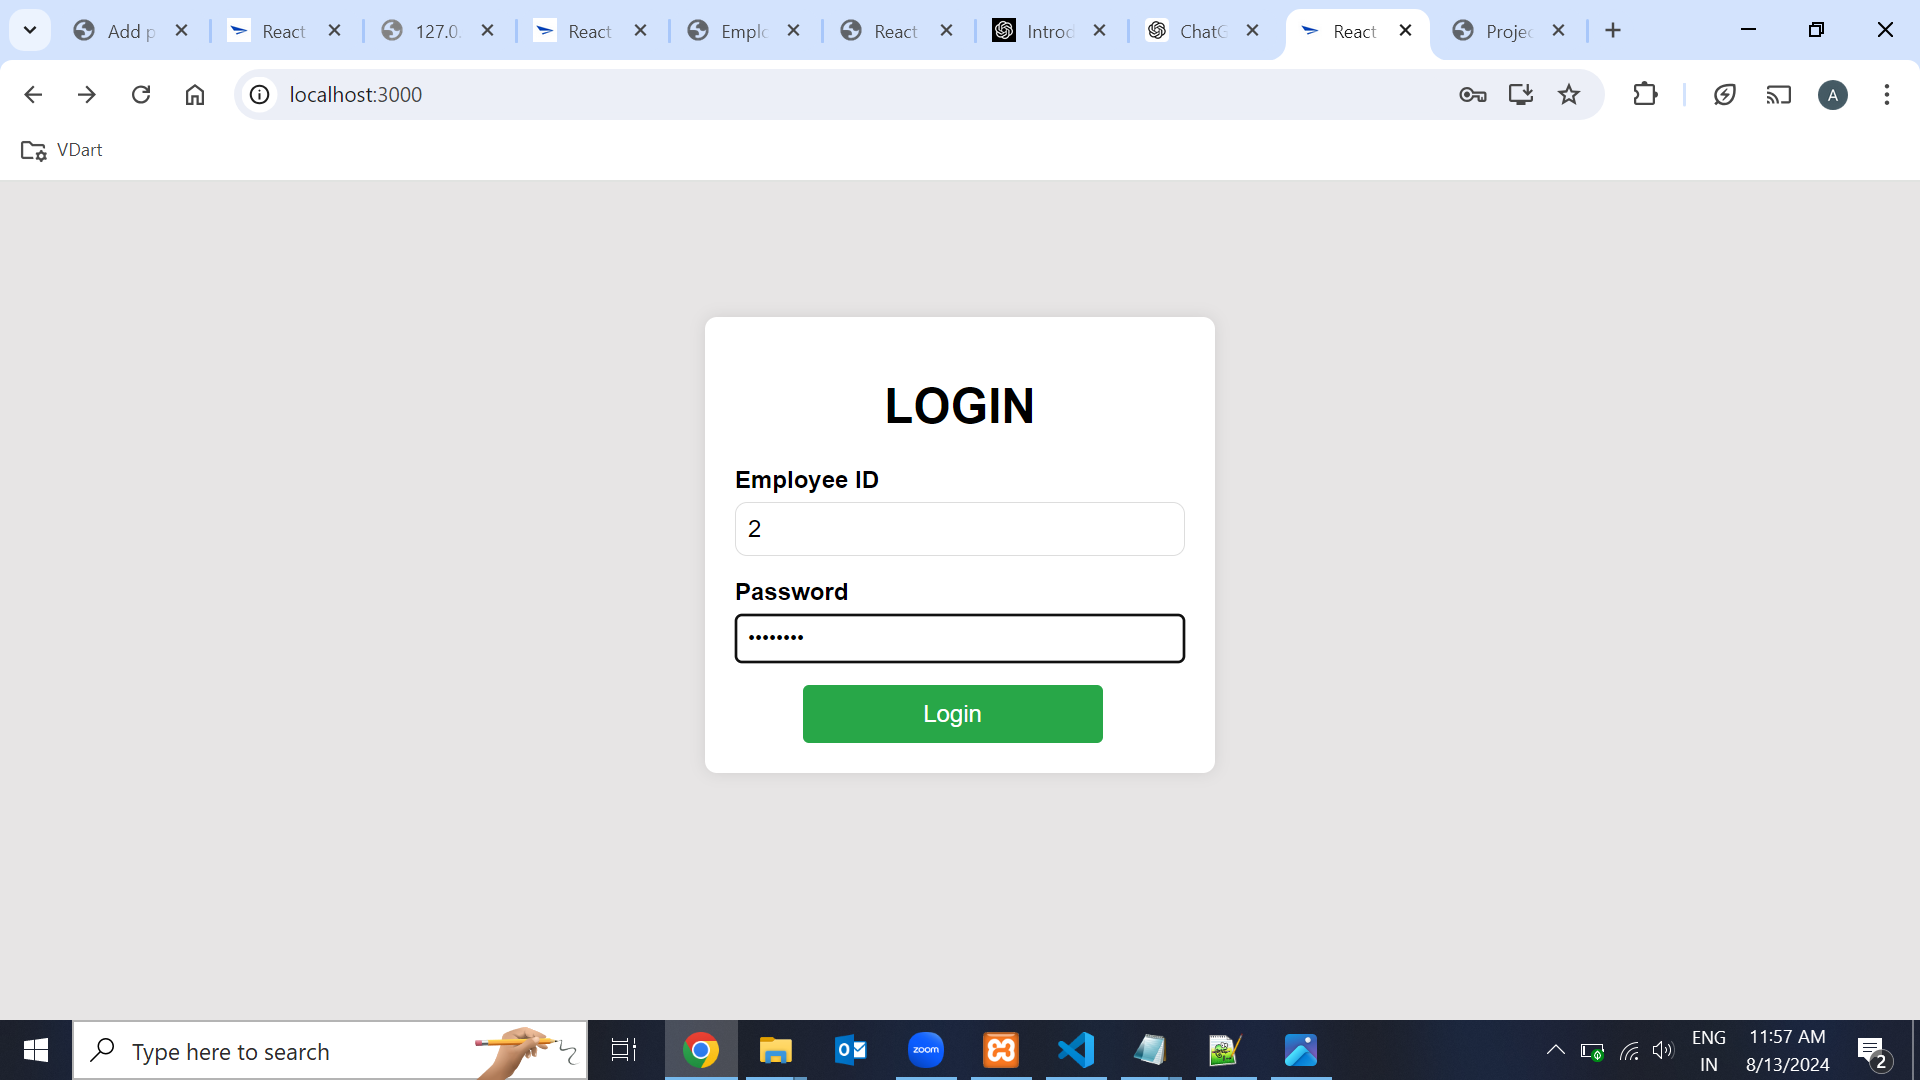 Add p
React
127.0.
React
Emplo
React
Introd
ChatG
React
Projec
localhost:3000
A
VDart
LOGIN
Employee ID
2
Password
••••••••
Login
Type here to search
zoom
ENG
IN
11:57 AM
8/13/2024
2